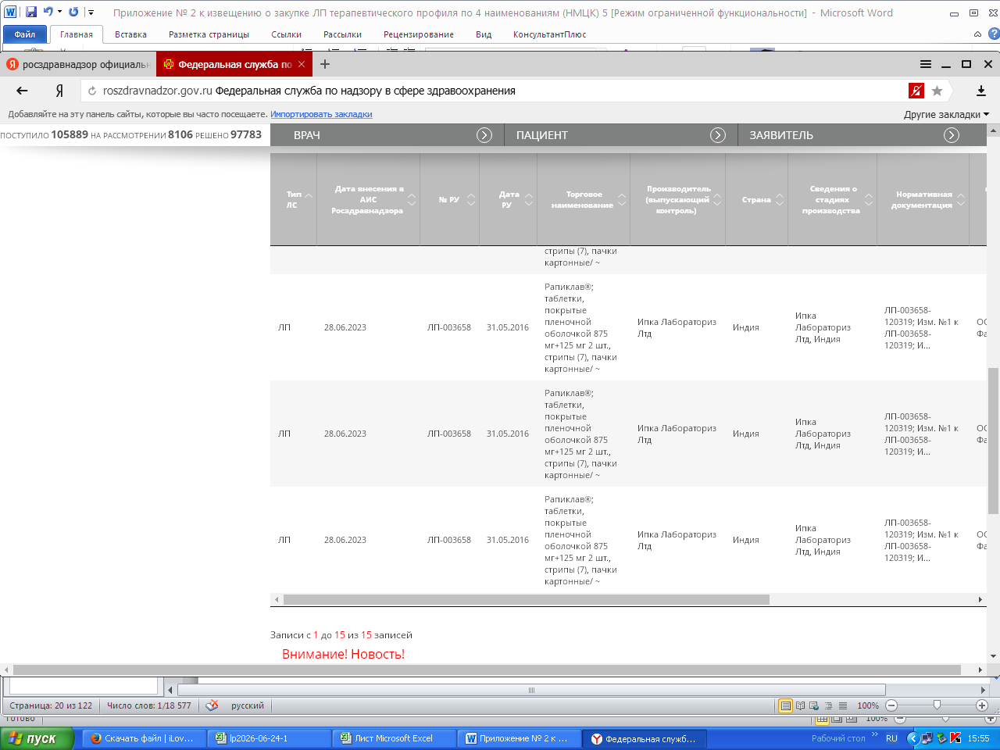 Приложение № 2 к извещению о закупке ЛП терапевтического профиля по 4 наименованиям (НМЦК) 5 [Режим ограниченной функциональности] - Microsoft Word
Файл Главная Вставка Разметка страницы Ссылки Рассылки Рецензирование Вид КонсультантПлюс
росздравнадзор официальн Федеральная служба по
Я roszdravnadzor.gov.ru Федеральная служба по надзору в сфере здравоохранения
Добавляйте на эту панель сайты, которые вы часто посещаете. Импортировать закладки Другие закладки
ПОСТУПИЛО 105889 НА РАССМОТРЕНИИ 8106 РЕШЕНО 97783 ВРАЧ ПАЦИЕНТ ЗАЯВИТЕЛЬ
Тип ЛС
Дата внесения в АИС Росздравнадзора
№ РУ
Дата РУ
Торговое наименование
Производитель (выпускающий контроль)
Страна
Сведения о стадиях производства
Нормативная документация
стрипы (7), пачки
картонные/ ~
ЛП
28.06.2023
ЛП-003658
31.05.2016
Рапиклав®;
таблетки,
покрытые
пленочной
оболочкой 875
мг+125 мг 2 шт.,
стрипы (7), пачки
картонные/ ~
Ипка Лабораториз
Лтд
Индия
Ипка
Лабораториз
Лтд, Индия
ЛП-003658-
120319; Изм. №1 к
ЛП-003658-
120319; И...
ОС
Фа
ЛП
28.06.2023
ЛП-003658
31.05.2016
Рапиклав®;
таблетки,
покрытые
пленочной
оболочкой 875
мг+125 мг 2 шт.,
стрипы (7), пачки
картонные/ ~
Ипка Лабораториз
Лтд
Индия
Ипка
Лабораториз
Лтд, Индия
ЛП-003658-
120319; Изм. №1 к
ЛП-003658-
120319; И...
ОС
Фа
ЛП
28.06.2023
ЛП-003658
31.05.2016
Рапиклав®;
таблетки,
покрытые
пленочной
оболочкой 875
мг+125 мг 2 шт.,
стрипы (7), пачки
картонные/ ~
Ипка Лабораториз
Лтд
Индия
Ипка
Лабораториз
Лтд, Индия
ЛП-003658-
120319; Изм. №1 к
ЛП-003658-
120319; И...
ОС
Фа
Записи с 1 до 15 из 15 записей
Внимание! Новость!
Страница: 20 из 122 Число слов: 1/18 577 русский 100%
Готово 100%
пуск Скачать файл | iLov... lp2026-06-24-1 Лист Microsoft Excel Приложение № 2 к ... Федеральная служб... Рабочий стол RU 15:55